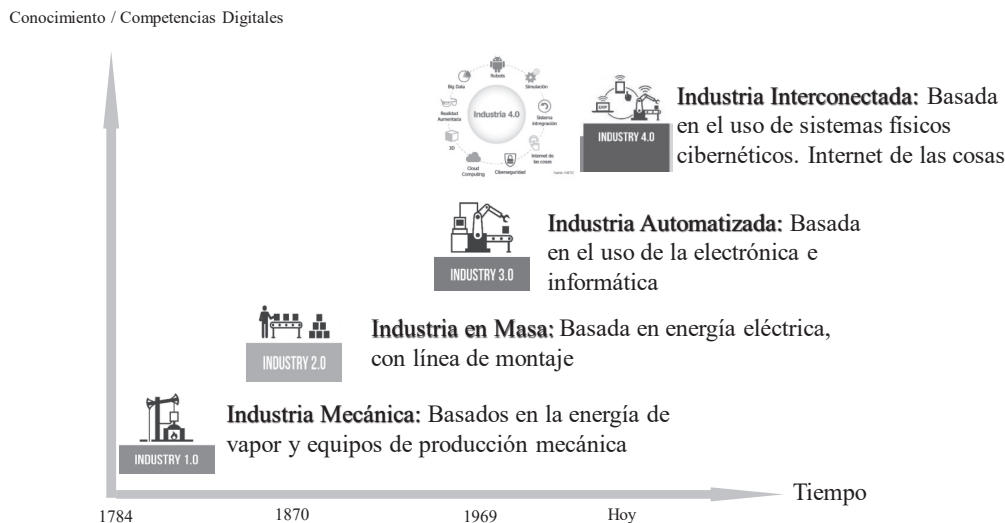 Conocimiento / Competencias Digitales
Robots
Big Data
Simulación
Realidad
Aumentada
Industria 4.0
Sistema
integración
3D
Internet de
las cosas
Cloud
Computing
Ciberseguridad
INDUSTRY 4.0
Industria Interconectada: Basada
en el uso de sistemas físicos
cibernéticos. Internet de las cosas
INDUSTRY 3.0
Industria Automatizada: Basada
en el uso de la electrónica e
informática
INDUSTRY 2.0
Industria en Masa: Basada en energía eléctrica,
con línea de montaje
INDUSTRY 1.0
Industria Mecánica: Basados en la energía de
vapor y equipos de producción mecánica
Tiempo
1784
1870
1969
Hoy